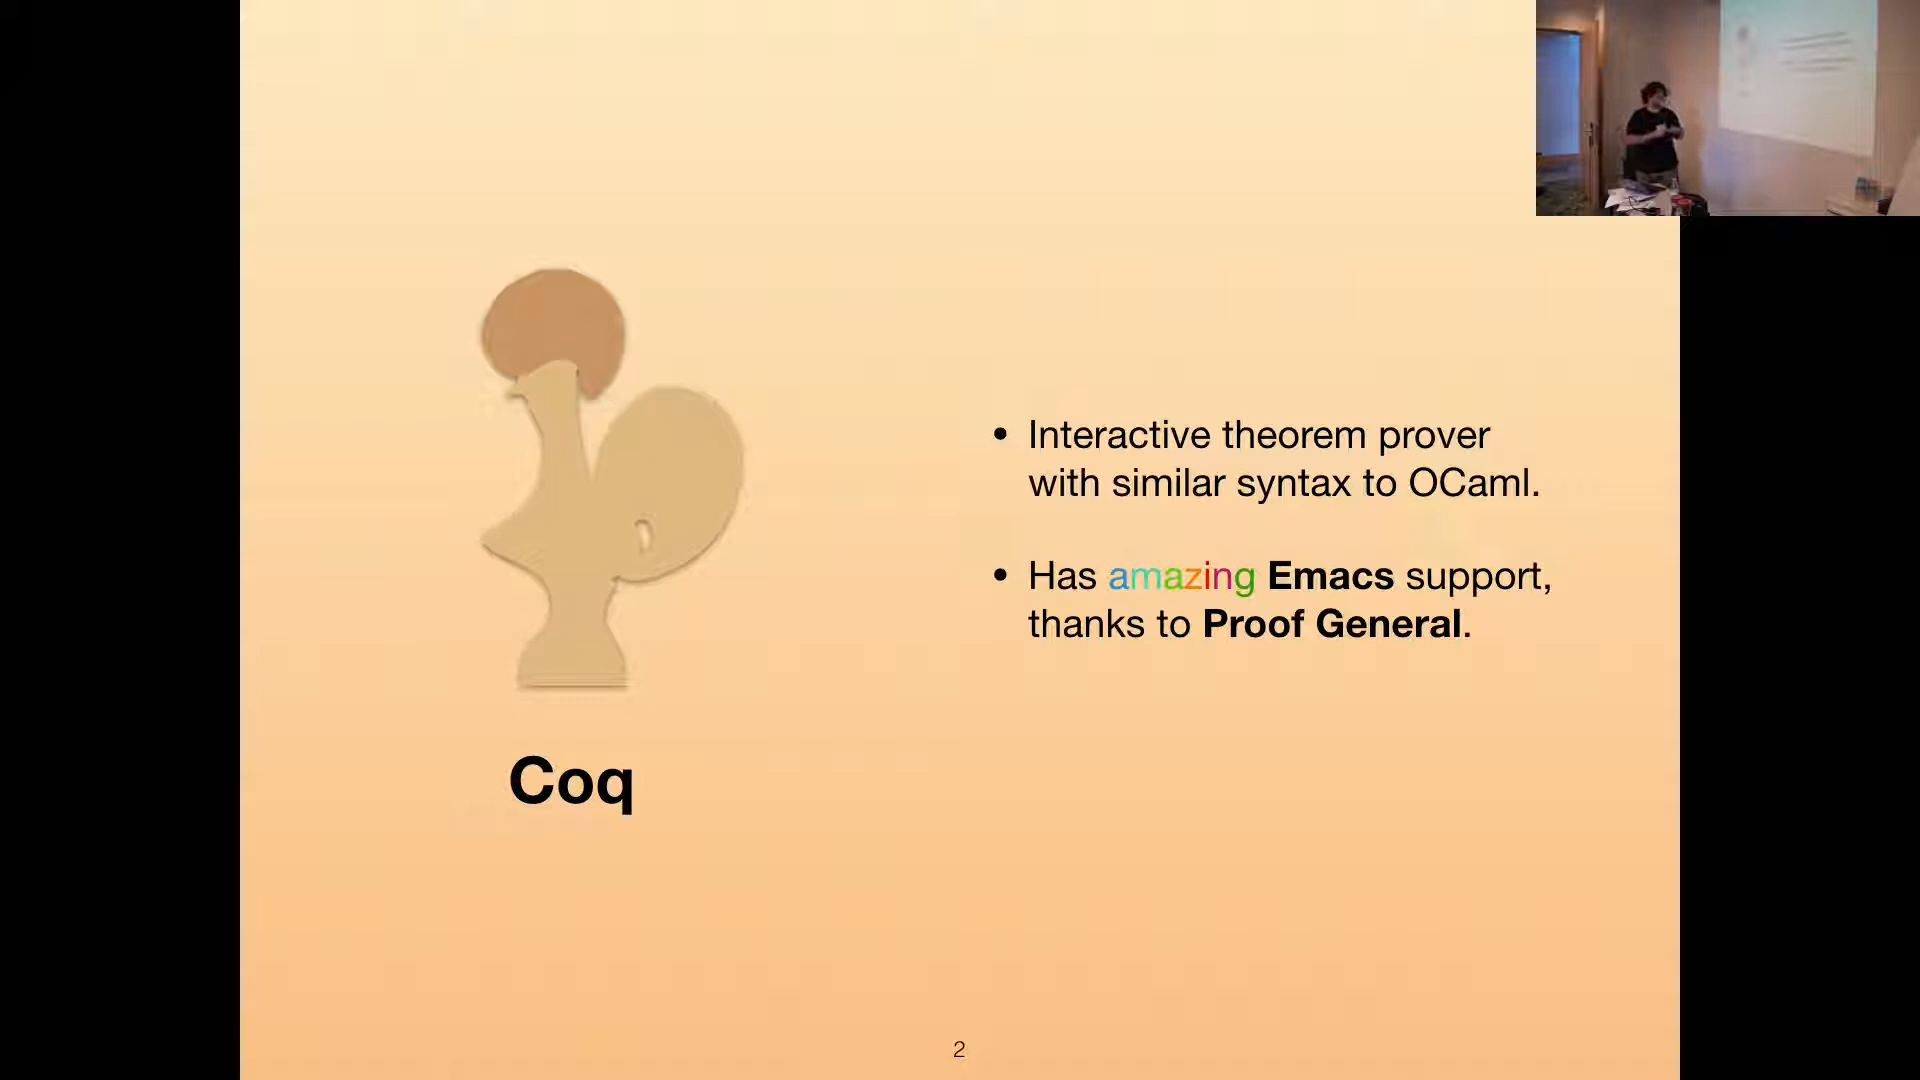 • Interactive theorem prover
with similar syntax to OCaml.
• Has amazing Emacs support,
thanks to Proof General.
Coq
2